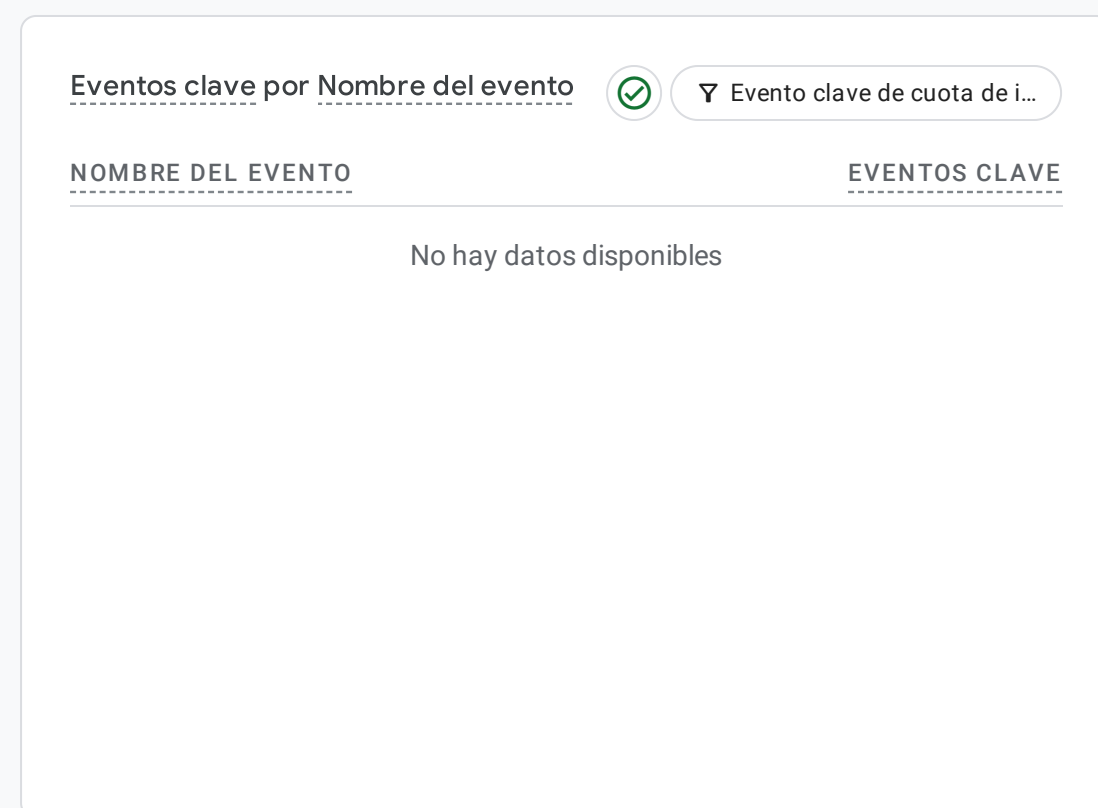 Eventos clave por Nombre del evento
Evento clave de cuota de i...
NOMBRE DEL EVENTO EVENTOS CLAVE
No hay datos disponibles